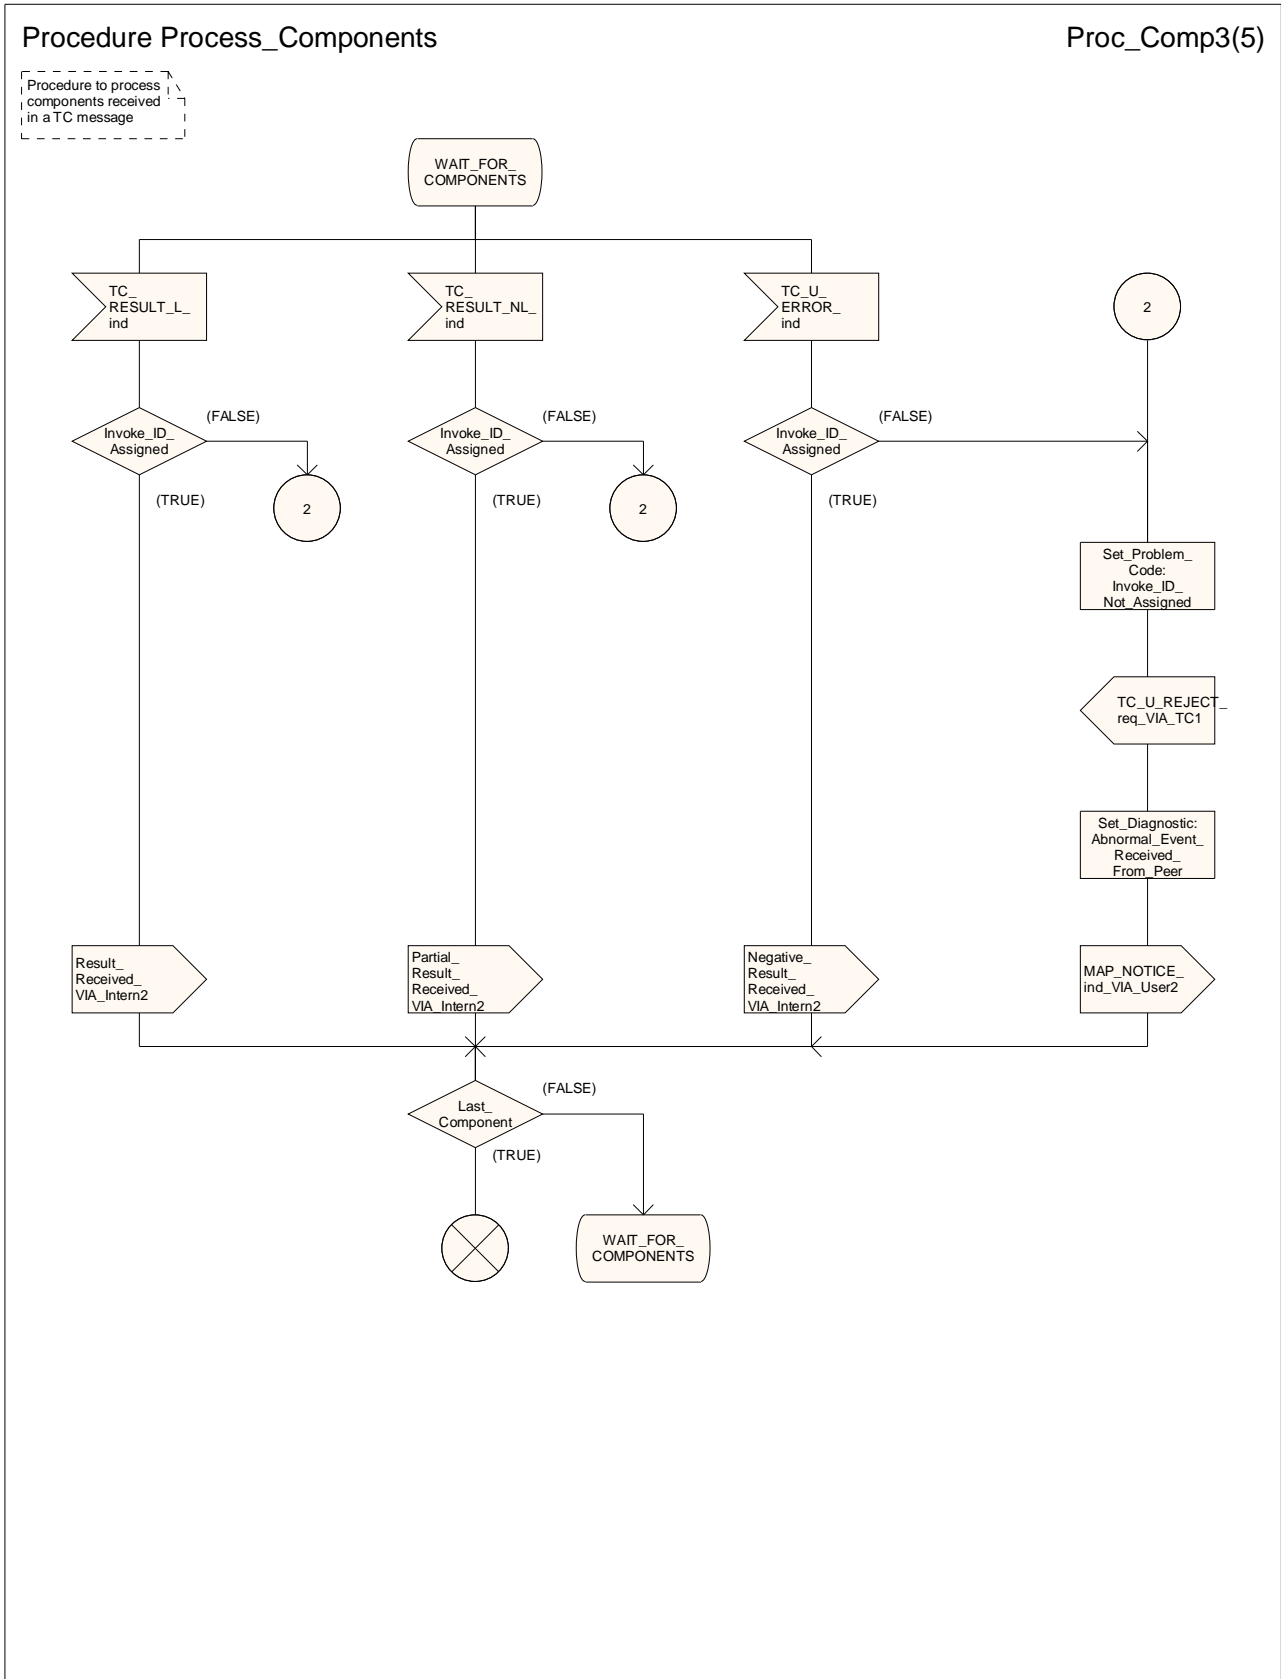 Procedure Process_Components
Proc_Comp3(5)
Procedure to process
components received
in a TC message
WAIT_FOR_
COMPONENTS
TC_
RESULT_L_
ind
TC_
RESULT_NL_
ind
TC_U_
ERROR_
ind
2
Invoke_ID_
Assigned
(FALSE)
(TRUE)
2
Invoke_ID_
Assigned
(FALSE)
(TRUE)
2
Invoke_ID_
Assigned
(FALSE)
(TRUE)
Set_Problem_
Code:
Invoke_ID_
Not_Assigned
TC_U_REJECT_
req_VIA_TC1
Set_Diagnostic:
Abnormal_Event_
Received_
From_Peer
Result_
Received_
VIA_Intern2
Partial_
Result_
Received_
VIA_Intern2
Negative_
Result_
Received_
VIA_Intern2
MAP_NOTICE_
ind_VIA_User2
Last_
Component
(FALSE)
(TRUE)
WAIT_FOR_
COMPONENTS